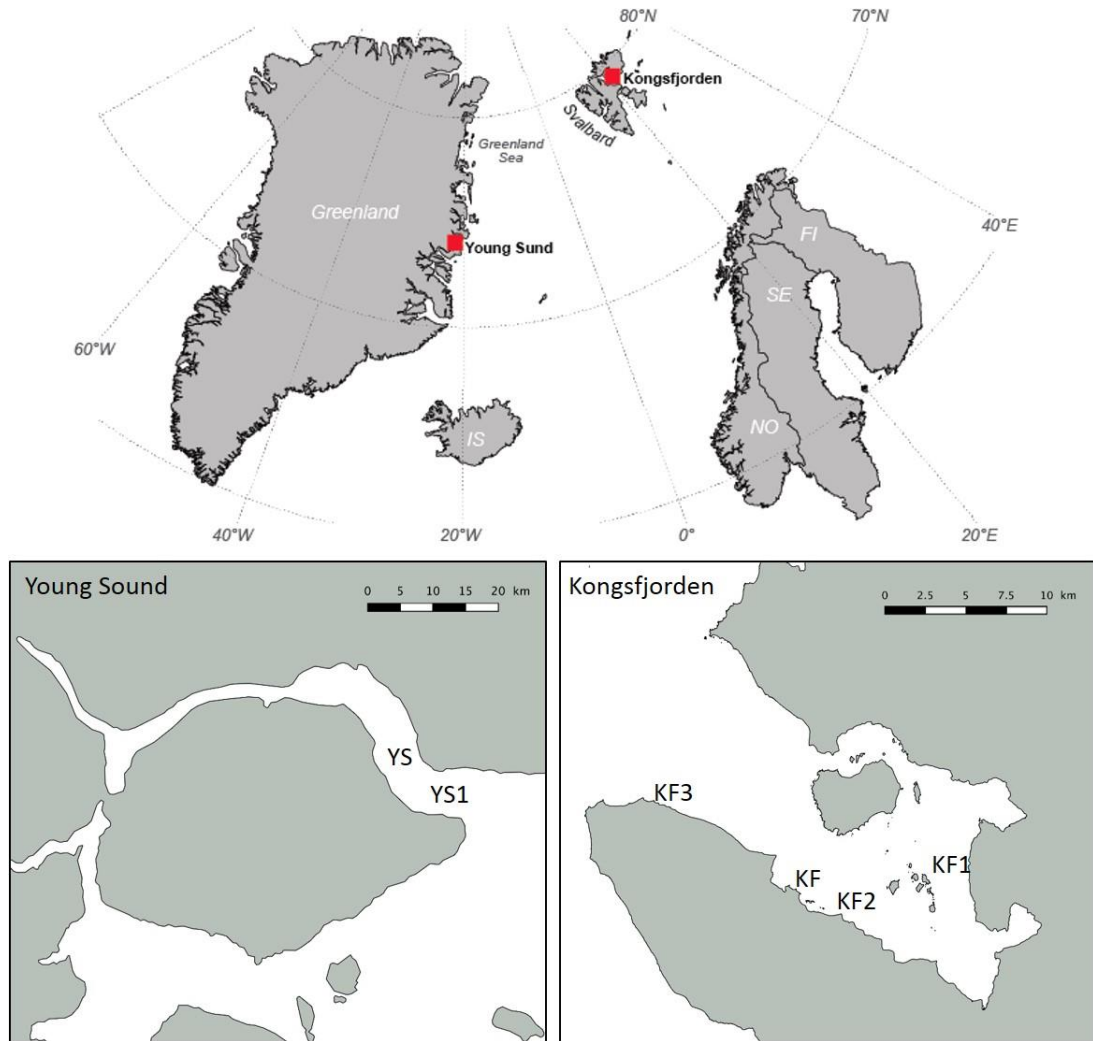 80°N
70°N
Kongsfjorden
Svalbard
Greenland
Sea
Greenland
Young Sund
40°E
FI
SE
60°W
NO
IS
40°W
20°W
0°
20°E
Young Sound
0 5 10 15 20 km
YS
YS1
Kongsfjorden
0 2.5 5 7.5 10 km
KF3
KF1
KF
KF2